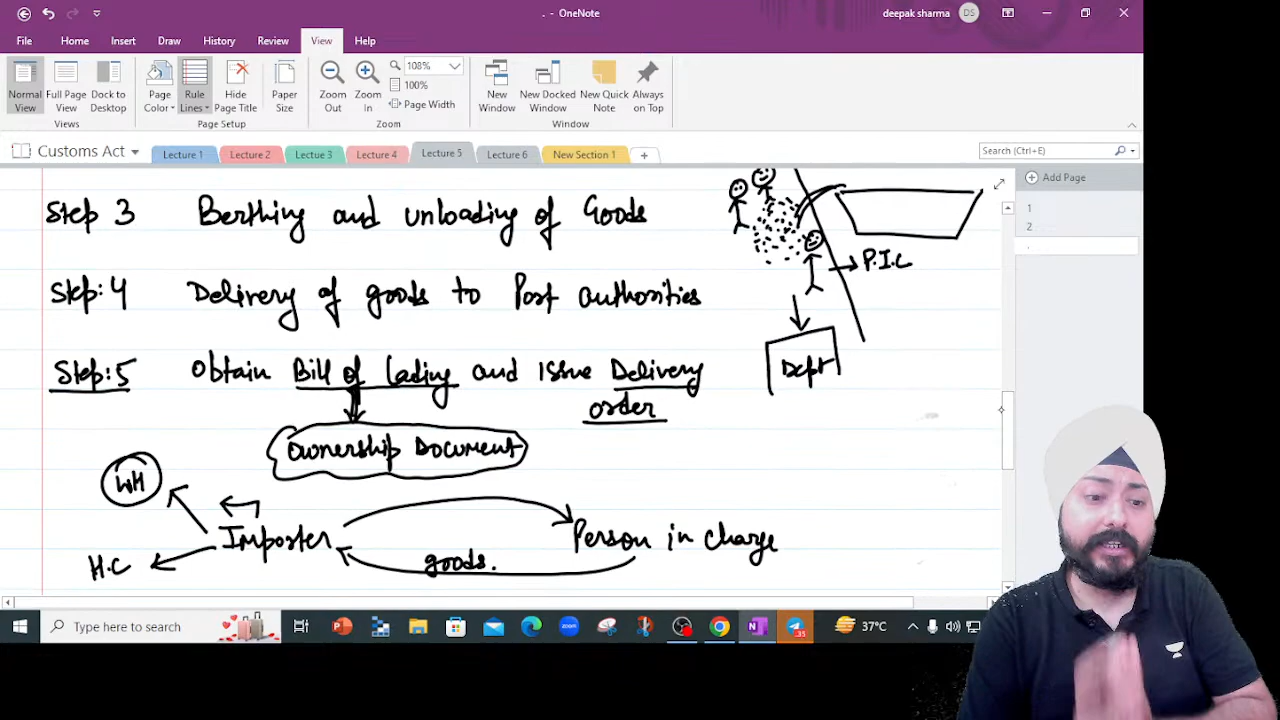 . - OneNote
deepak sharma
DS
File Home Insert Draw History Review View Help
Normal View
Full Page View
Dock to Desktop
Views
Page Color
Rule Lines
Hide Page Title
Paper Size
Page Setup
Zoom Out
Zoom In
108%
100%
Page Width
Zoom
New Window
New Docked Window
New Quick Note
Always on Top
Window
Customs Act
Lecture 1 Lecture 2 Lectue 3 Lecture 4 Lecture 5 Lecture 6 New Section 1
Search (Ctrl+E)
Add Page
1
2
Step 3 Berthing and unloading of Goods
P.I.C
Step:4 Delivery of goods to Port authorities
Step:5 Obtain Bill of lading and issue Delivery
order
Dept
Ownership Document
WH
Importer
Person in charge
goods.
H.C
Type here to search
zoom
N
35
37°C